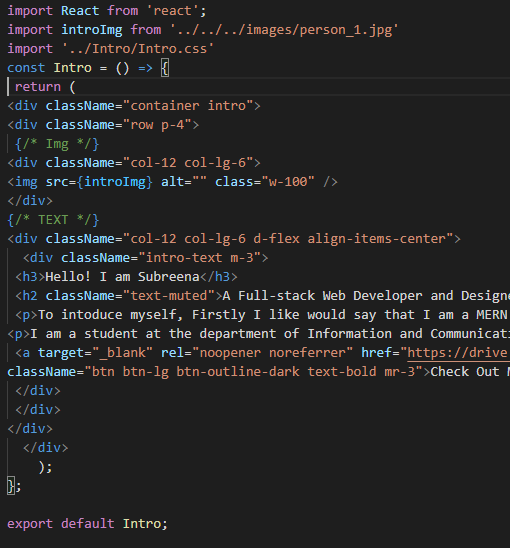 import React from 'react';
import introImg from '../../../images/person_1.jpg'
import '../Intro/Intro.css'
const Intro = () => {
return (
<div className="container intro">
<div className="row p-4">
{/* Img */}
<div className="col-12 col-lg-6">
<img src={introImg} alt="" class="w-100" />
</div>
{/* TEXT */}
<div className="col-12 col-lg-6 d-flex align-items-center">
<div className="intro-text m-3">
<h3>Hello! I am Subreena</h3>
<h2 className="text-muted">A Full-stack Web Developer and Designe
<p>To intoduce myself, Firstly I like would say that I am a MERN
<p>I am a student at the department of Information and Communicati
<a target="_blank" rel="noopener noreferrer" href="https://drive
className="btn btn-lg btn-outline-dark text-bold mr-3">Check Out M
</div>
</div>
</div>
</div>
);
};
export default Intro;